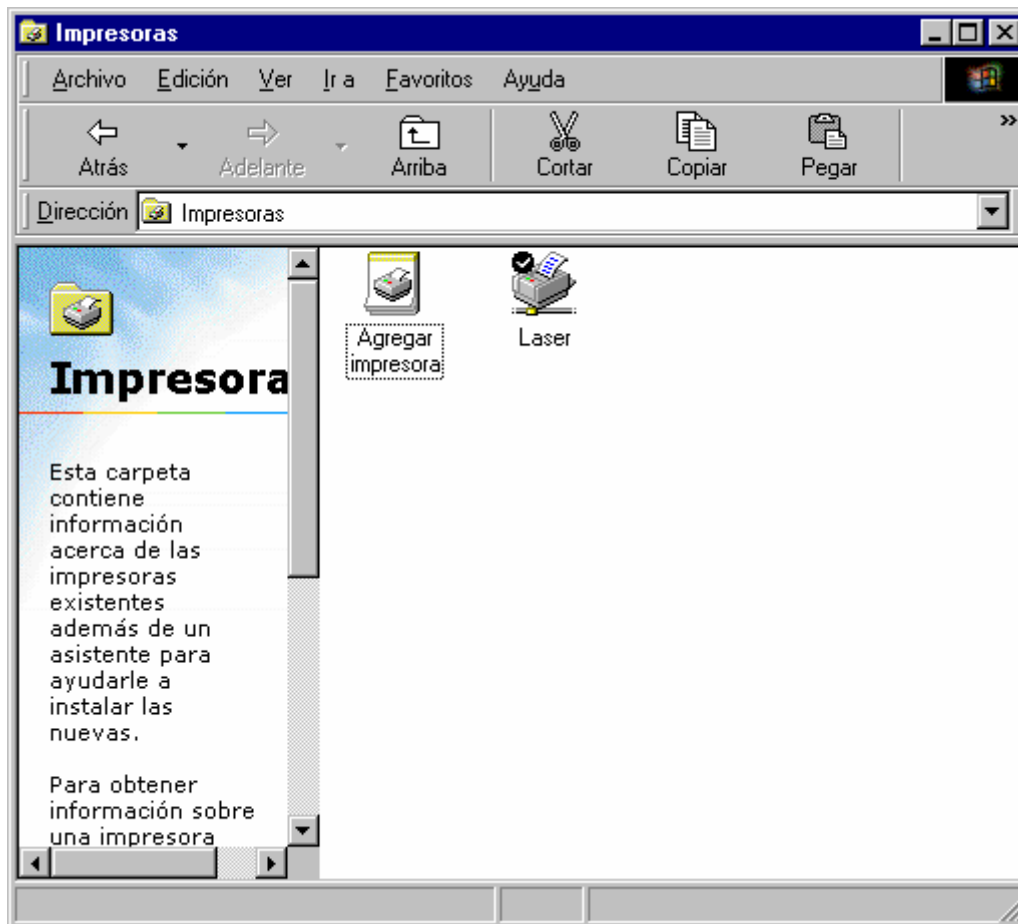 Impresoras
Archivo Edición Ver Ir a Favoritos Ayuda
»
Atrás Adelante Arriba Cortar Copiar Pegar
Dirección Impresoras
Agregar
impresora
Laser
Impresora
Esta carpeta
contiene
información
acerca de las
impresoras
existentes
además de un
asistente para
ayudarle a
instalar las
nuevas.
Para obtener
información sobre
una impresora